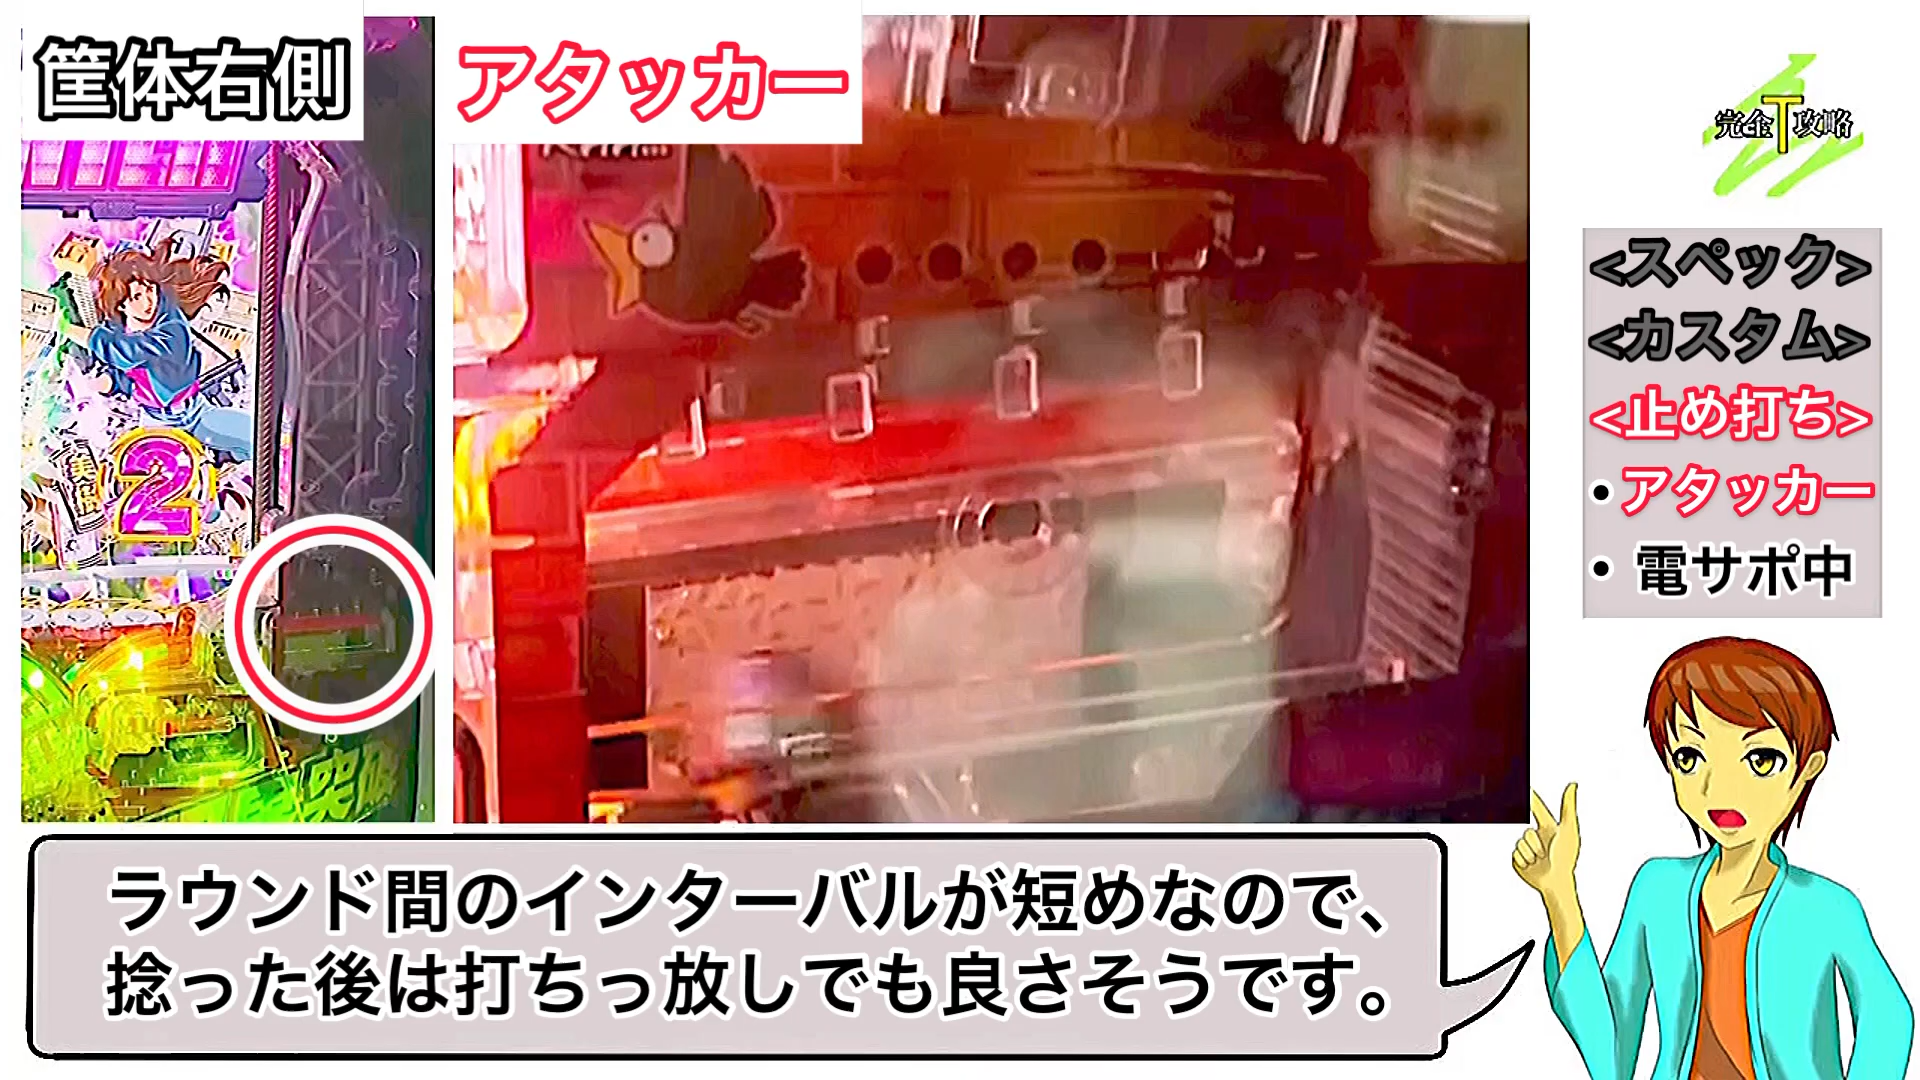 筐体右側
アタッカー
完全T攻略
<スペック>
<カスタム>
<止め打ち>
・アタッカー
・電サポ中
2
ラウンド間のインターバルが短めなので、
捻った後は打ちっ放しでも良さそうです。